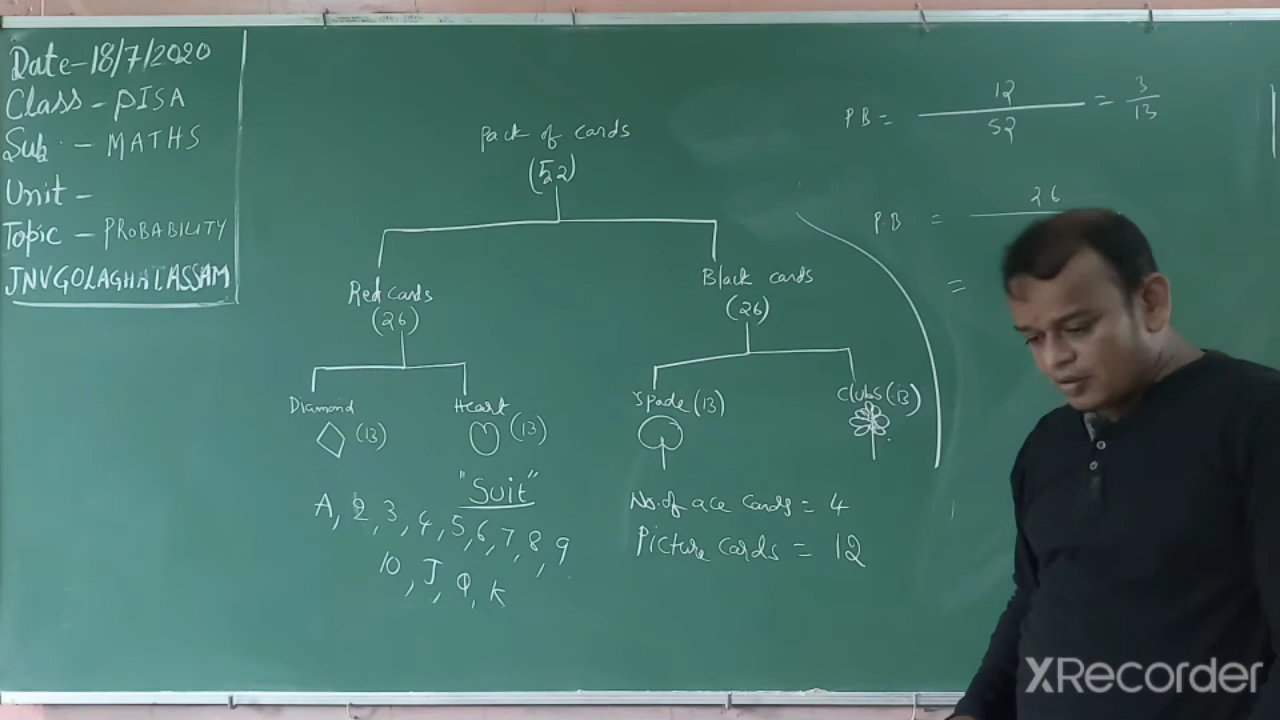 Date-18/7/2020
Class - PISA
Sub - MATHS
Unit -
Topic - PROBABILITY
JNVGOLAGHATASSAM
Pack of cards
(52)
Red cards
(26)
Black cards
(26)
Diamond
(13)
Heart
(13)
Spade (13)
Clubs (13)
"Suit"
A, 2, 3, 4, 5, 6, 7, 8, 9,
10, J, Q, K
No. of ace cards = 4
Picture cards = 12
PB = 12/52 = 3/13
PB = 26
=
XRecorder